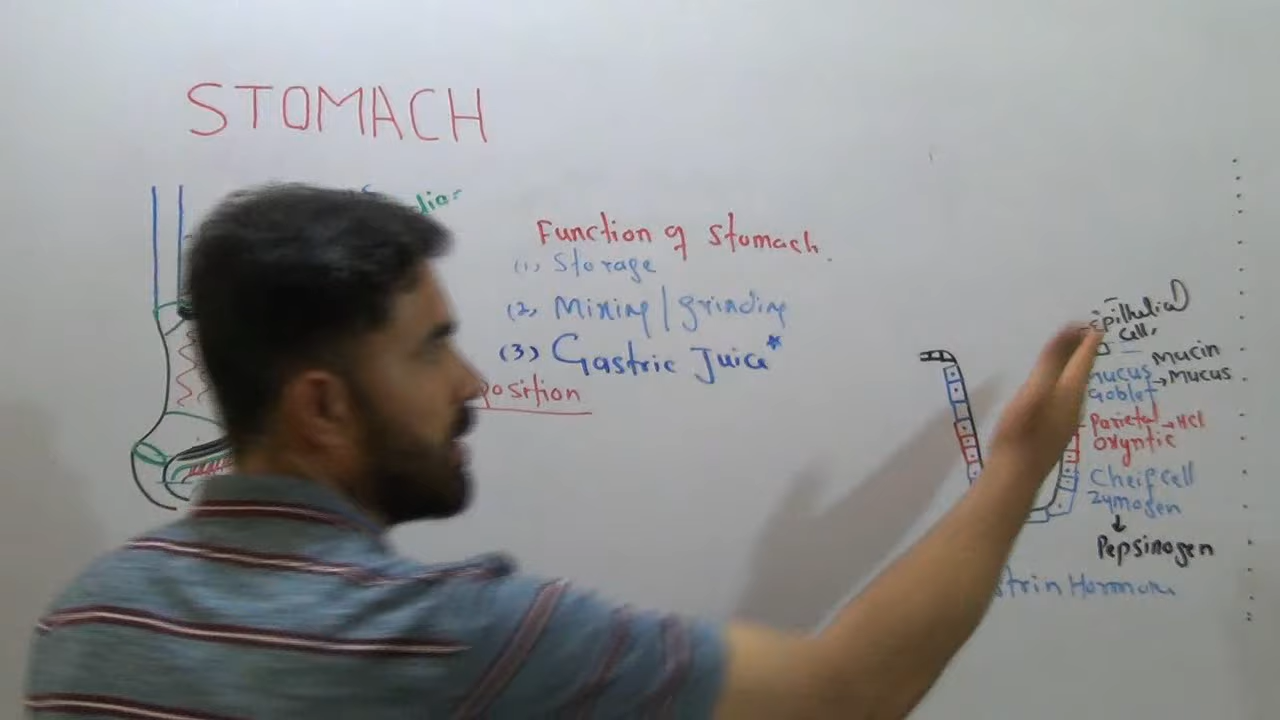 STOMACH
Function of stomach.
(1) Storage
(2) Mixing/grinding
(3) Gastric Juice*
position
Epithelial
Cell,
Mucin
Mucus → Mucus
Goblet
Parietal → HCl
Oxyntic
Cheif cell
Zymogen
↓
Pepsinogen
strin Hormone